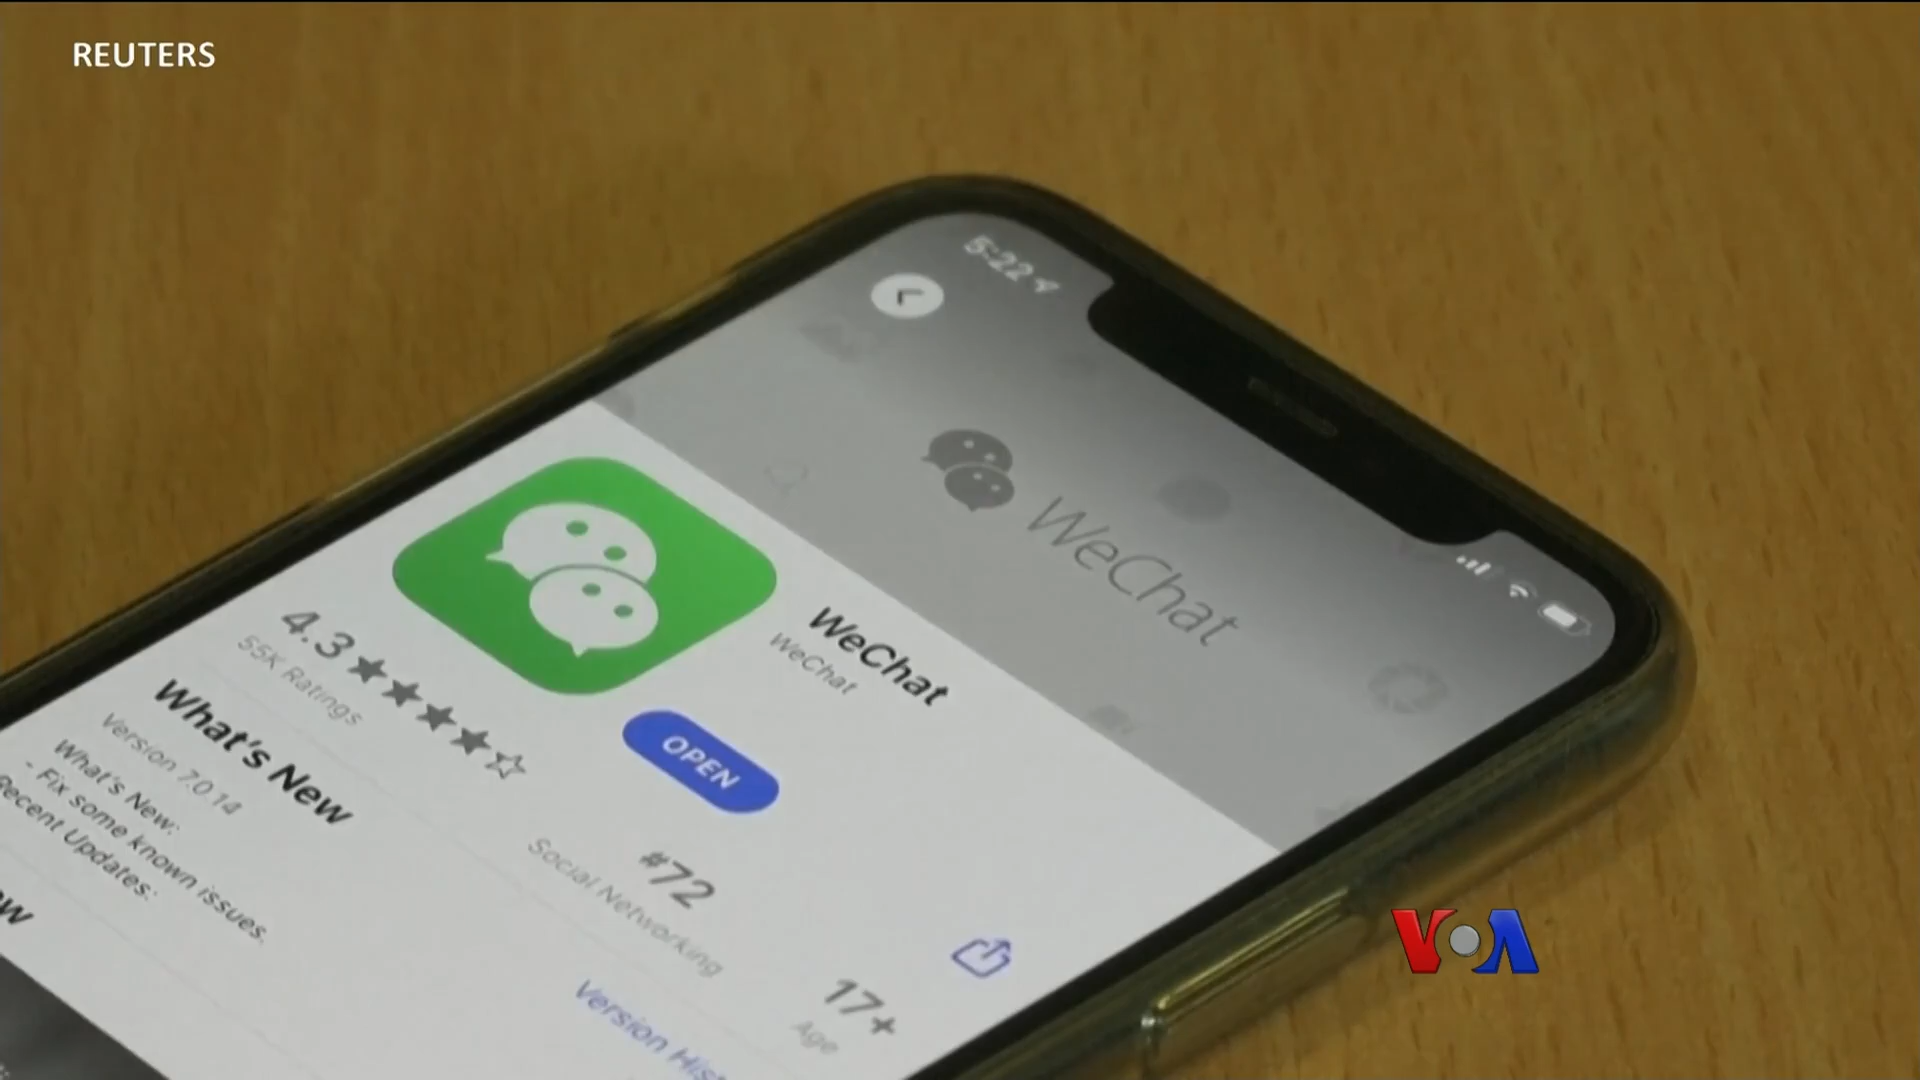 REUTERS
5:22
WeChat
WeChat
WeChat
OPEN
4.3
55K Ratings
#72
Social Networking
17+
Age
What's New
Version History
Version 7.0.14
What's New:
- Fix some known issues.
Recent Updates:
VOA